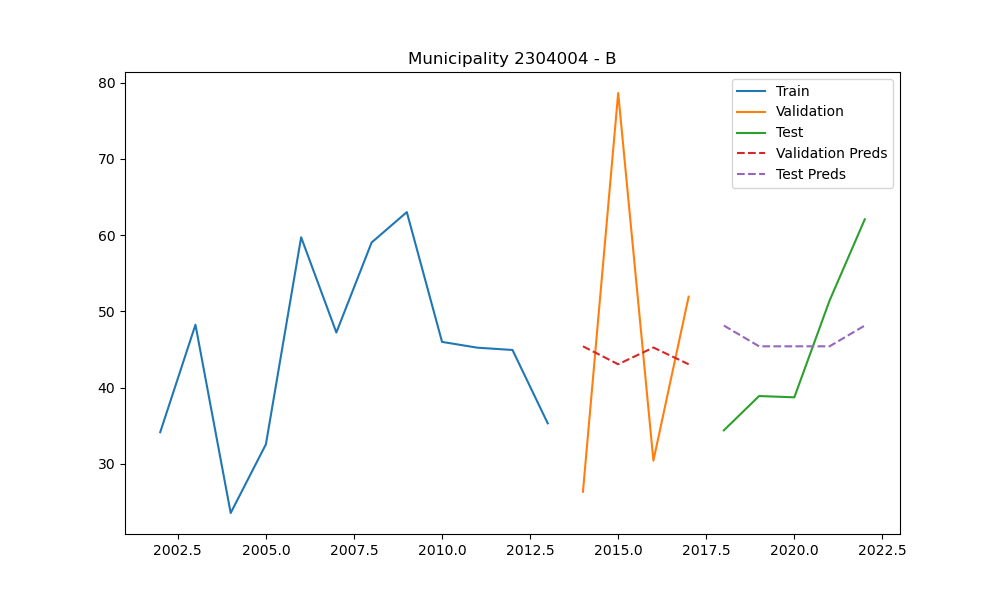 Municipality 2304004 - B
80
70
60
50
40
30
2002.5 2005.0 2007.5 2010.0 2012.5 2015.0 2017.5 2020.0 2022.5
Train
Validation
Test
Validation Preds
Test Preds